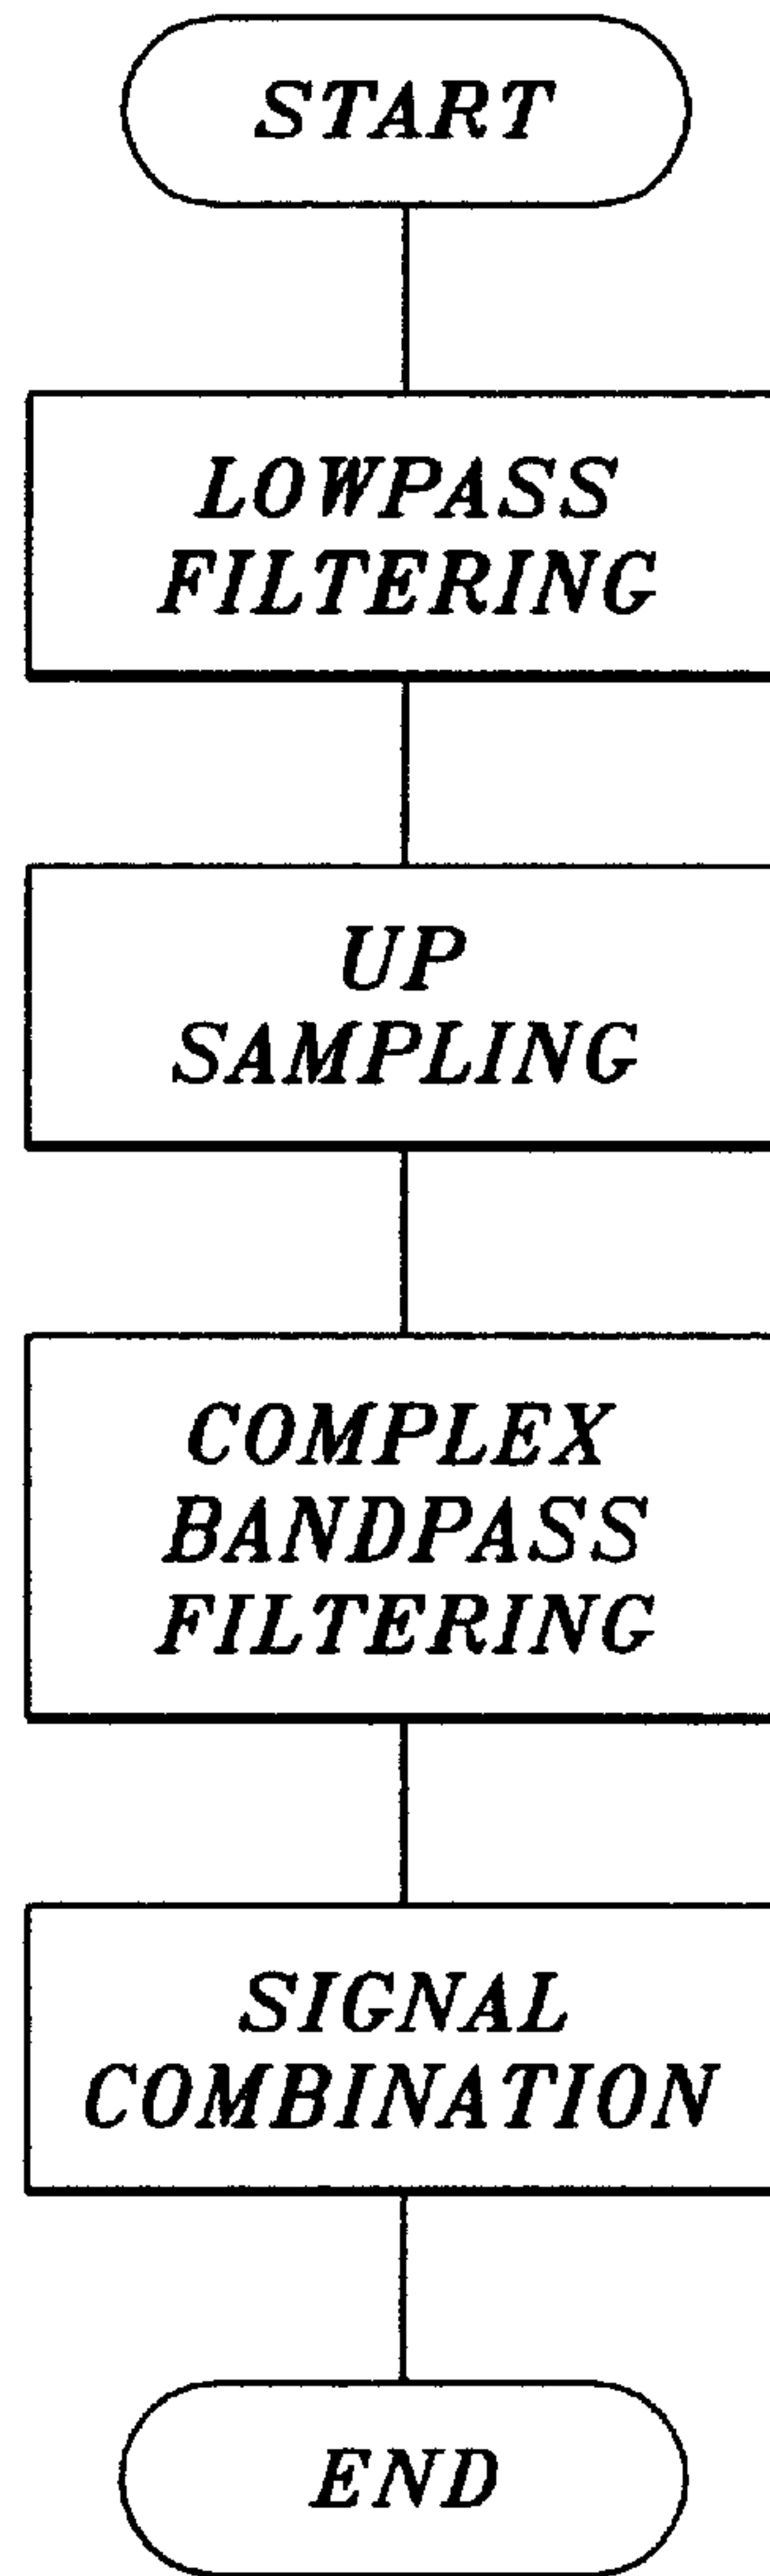 START
LOWPASS
FILTERING
UP
SAMPLING
COMPLEX
BANDPASS
FILTERING
SIGNAL
COMBINATION
END